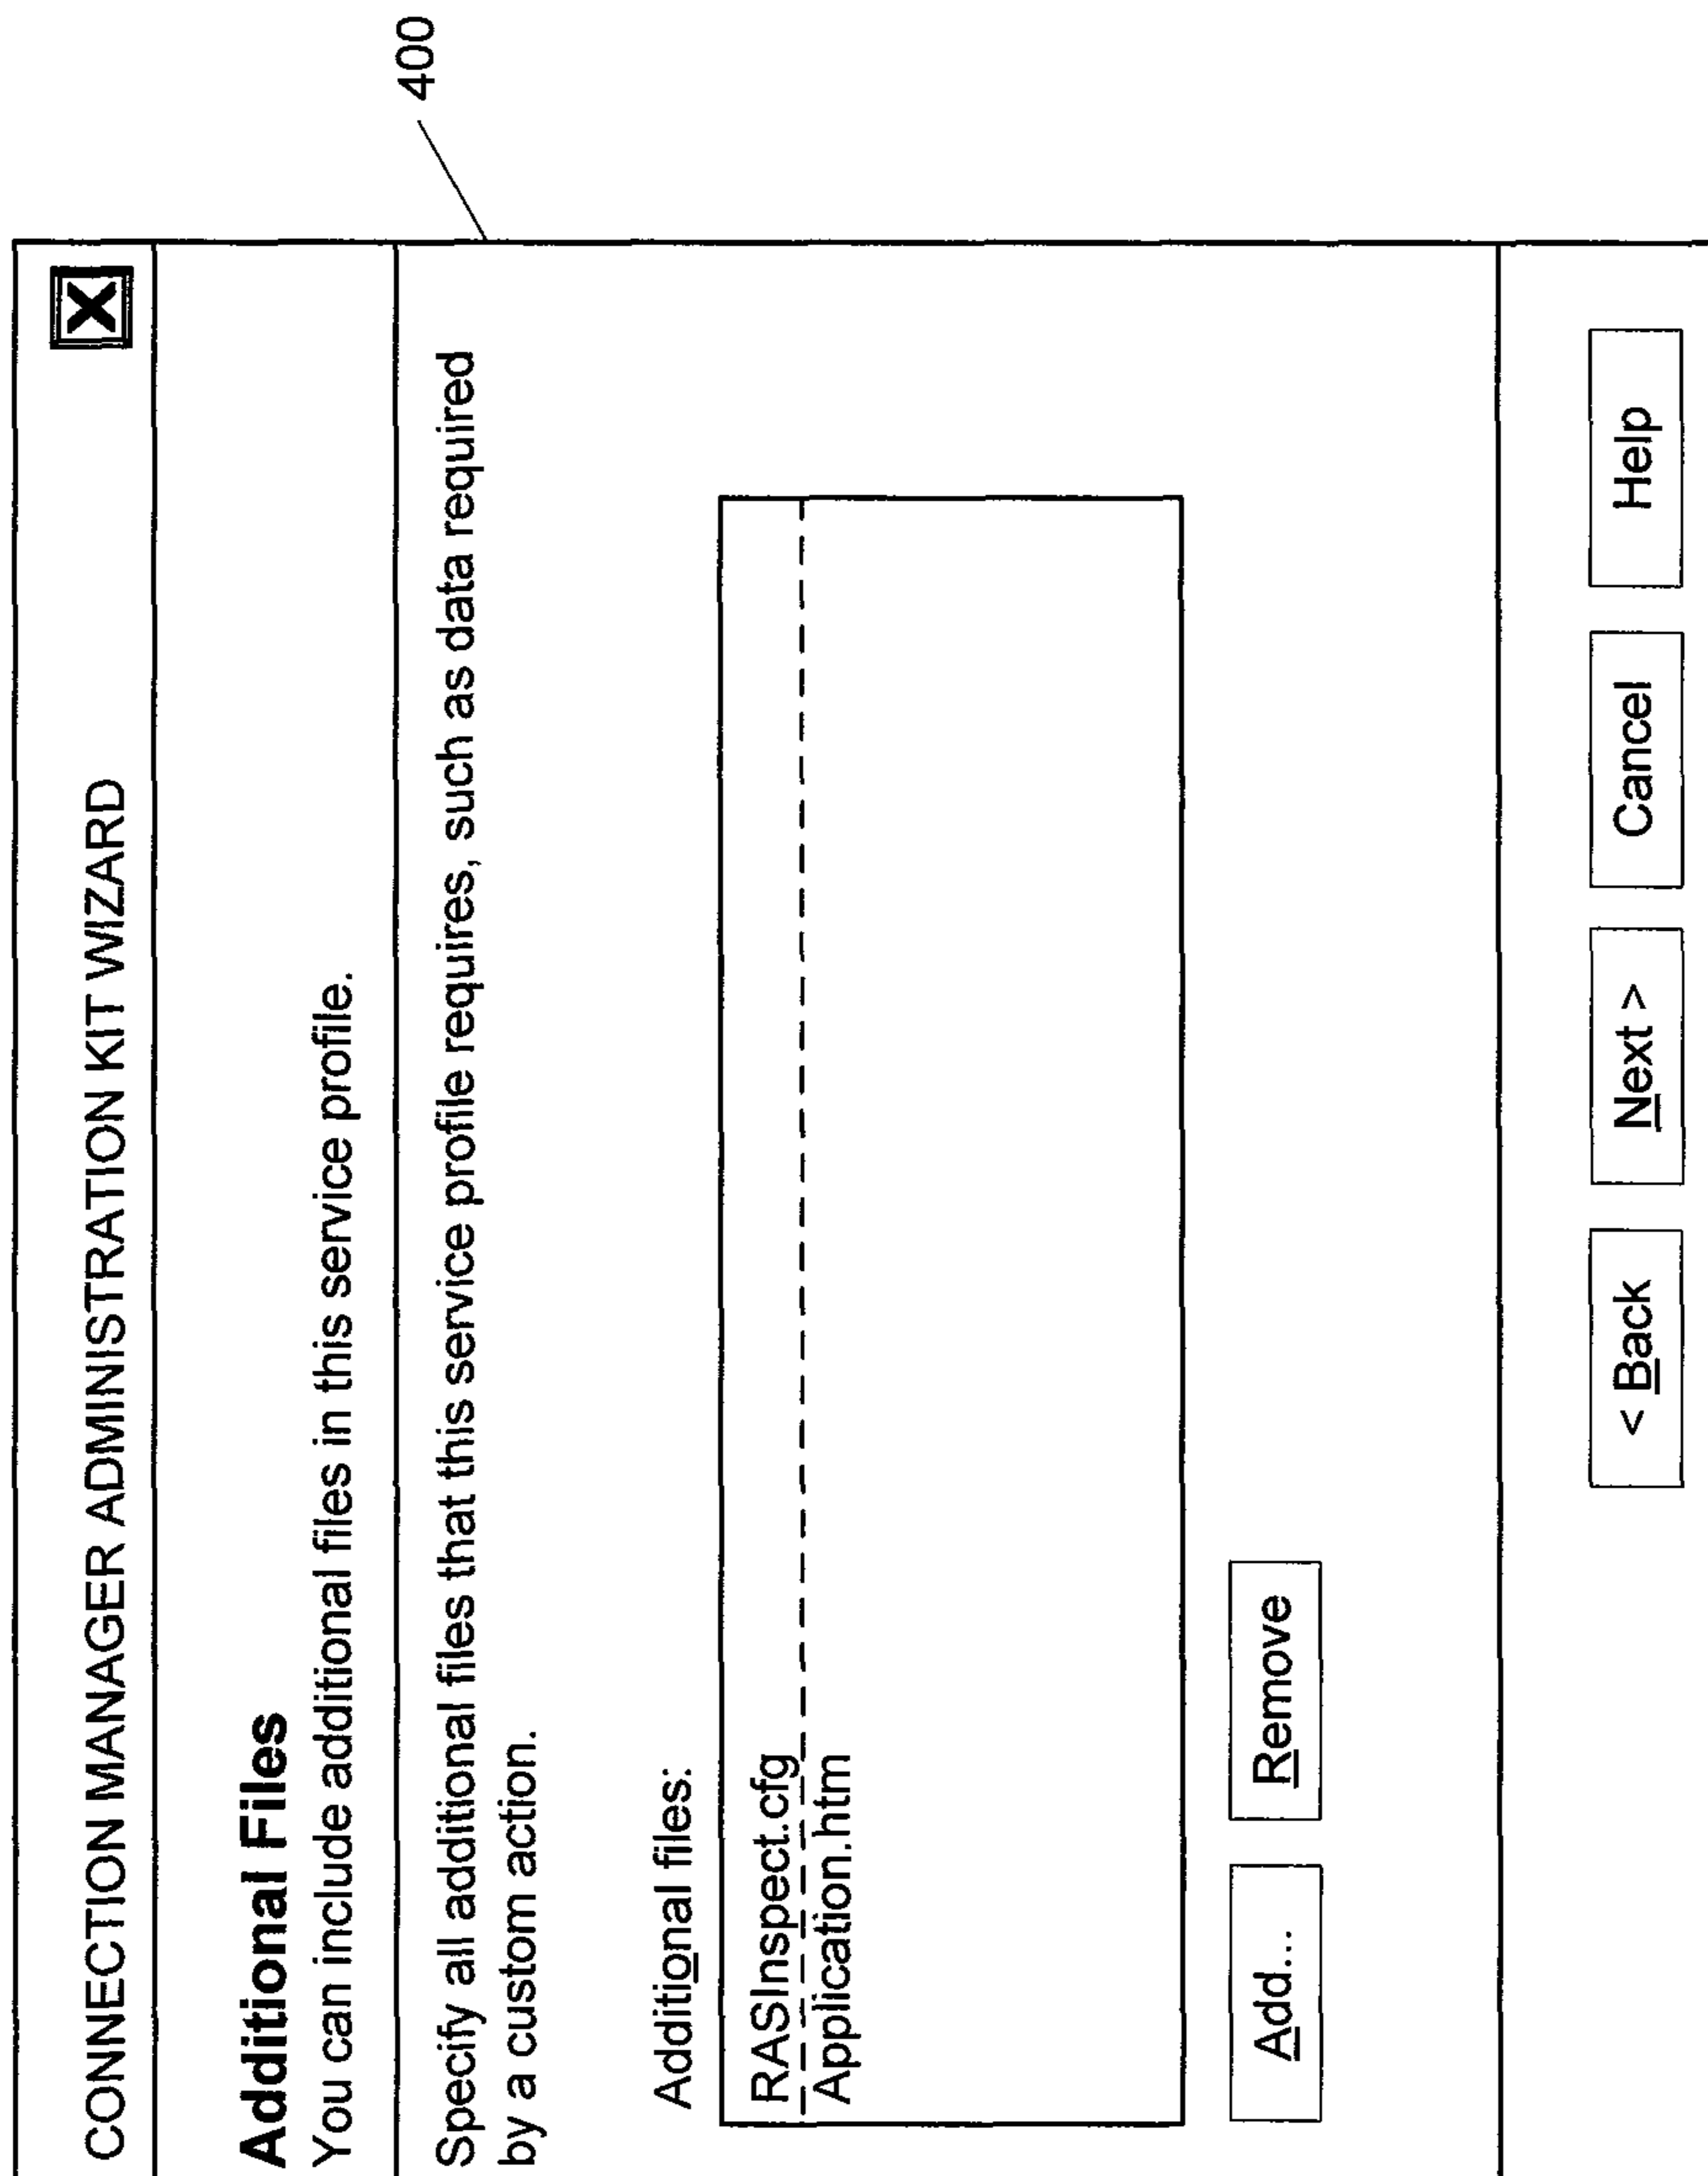 400
CONNECTION MANAGER ADMINISTRATION KIT WIZARD
X
Additional Files
You can include additional files in this service profile.
Specify all additional files that this service profile requires, such as data required
by a custom action.
Additional files:
RASInspect.cfg
Application.htm
Add...
Remove
< Back
Next >
Cancel
Help